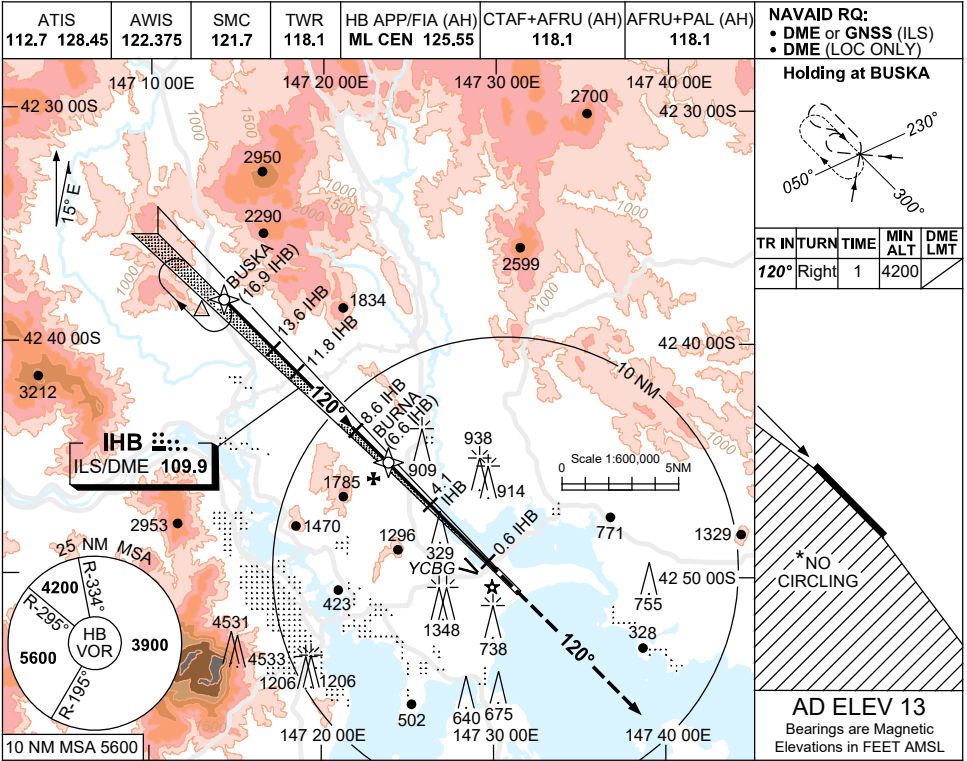 ATIS
112.7 128.45
AWIS
122.375
SMC
121.7
TWR
118.1
HB APP/FIA (AH)
ML CEN 125.55
CTAF+AFRU (AH)
118.1
AFRU+PAL (AH)
118.1
NAVAID RQ:
• DME or GNSS (ILS)
• DME (LOC ONLY)
Holding at BUSKA
230°
050°
300°
TR IN TURN TIME MIN ALT DME LMT
120° Right 1 4200
147 10 00E
147 20 00E
147 30 00E
147 40 00E
42 30 00S
42 30 00S
1000
1500
2700
2950
15° E
1000
1500
2000
1000
2290
2599
1000
1000
BUSKA
(16.9 IHB)
1834
13.6 IHB
11.8 IHB
42 40 00S
42 40 00S
3212
10 NM
120°
8.6 IHB
BURNA
(6.6 IHB)
1000
IHB
ILS/DME 109.9
909
938
914
Scale 1:600,000
0
5NM
1785
4.1
IHB
2953
1470
1296
329
0.6 IHB
771
1329
YCBG
25 NM MSA
4200
R-334°
R-295°
HB
VOR
3900
5600
R-195°
10 NM MSA 5600
423
1348
738
42 50 00S
755
328
4531
4533
1206
1206
120°
1500
502
640
675
147 20 00E
147 30 00E
147 40 00E
*NO
CIRCLING
AD ELEV 13
Bearings are Magnetic
Elevations in FEET AMSL